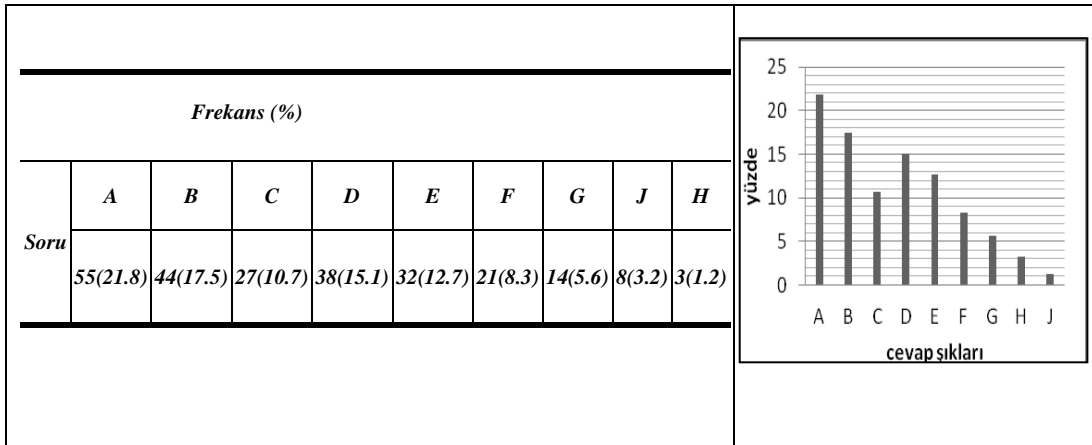 Frekans (%)
Soru
A B C D E F G J H
55(21.8) 44(17.5) 27(10.7) 38(15.1) 32(12.7) 21(8.3) 14(5.6) 8(3.2) 3(1.2)
25
20
15
10
5
0
yüzde
A B C D E F G H J
cevap şıkları